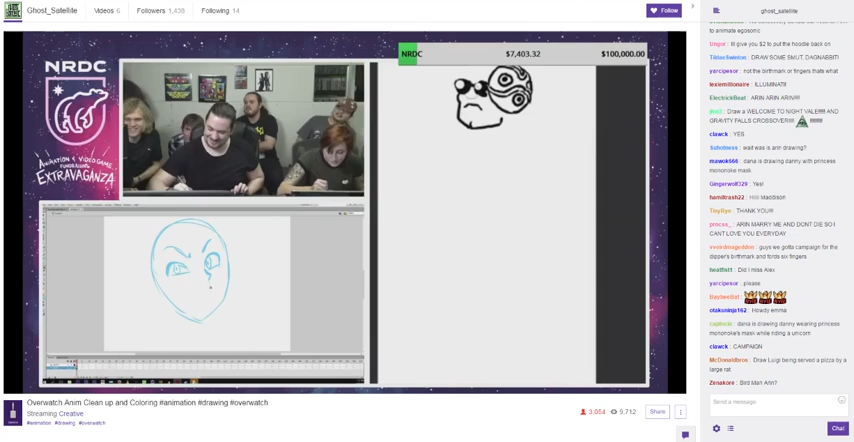 Ghost_Satellite
Videos 6
Followers 1,438
Following 14
Follow
ghost_satellite
to animate egosonic
: Ill give you $2 to put the hoodie back on
: DRAW SOME SMUT, DAGNABBIT!
yarcipesor : not the birthmark or fingers thats what
lexiemillionaire : ILLUMINATI!
ElectrickBeat : ARIN ARIN ARIN!!!!
: Draw a WELCOME TO NIGHT VALE!!!!! AND
GRAVITY FALLS CROSSOVER!!!!
clawck : YES
: wait was is arin drawing?
mawok666 : dana is drawing danny with princess
mononoke mask
Gingerwolf329 : Yes!
hamiltrash22 : Hiiii Maddison!
TinyRye : THANK YOU!!!
proces_ : ARIN MARRY ME AND DONT DIE SO I
CANT LOVE YOU EVERYDAY
: guys we gotta campaign for the
dipper's birthmark and fords six fingers
: Did I miss Alex
yarcipesor : please
otakuninja162 : Howdy emma
: dana is drawing danny wearing princess
mononoke's mask while riding a unicorn
clawck : CAMPAIGN
McDonaldbros : Draw Luigi being served a pizza by a
large rat
Zenakore : Bird Man Arin?
Send a message
Chat
NRDC
$7,403.32
$100,000.00
NRDC
ANIMATION & VIDEO GAME
FUNDRAISING
EXTRAVAGANZA
Overwatch Anim Clean up and Coloring #animation #drawing #overwatch
Streaming Creative
#animation #drawing #overwatch
3,054
9,712
Share